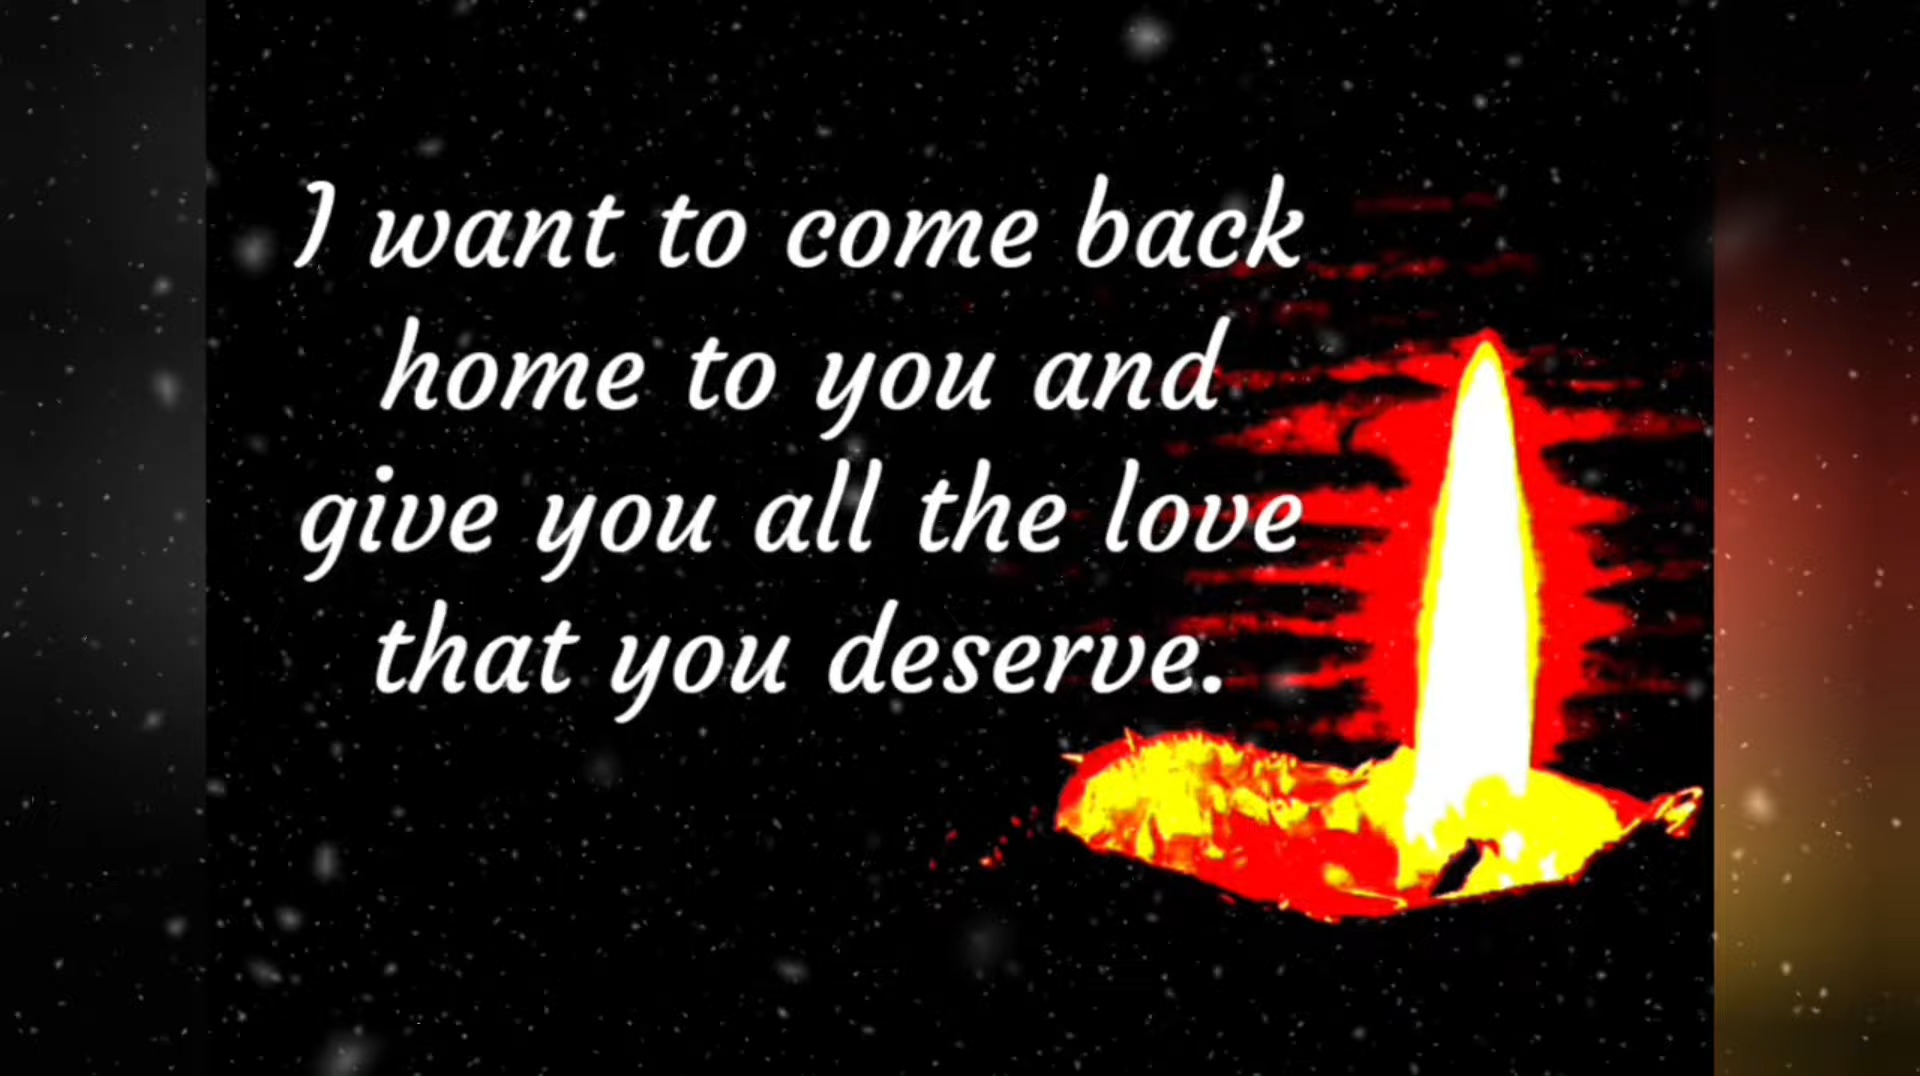 I want to come back
home to you and
give you all the love
that you deserve.